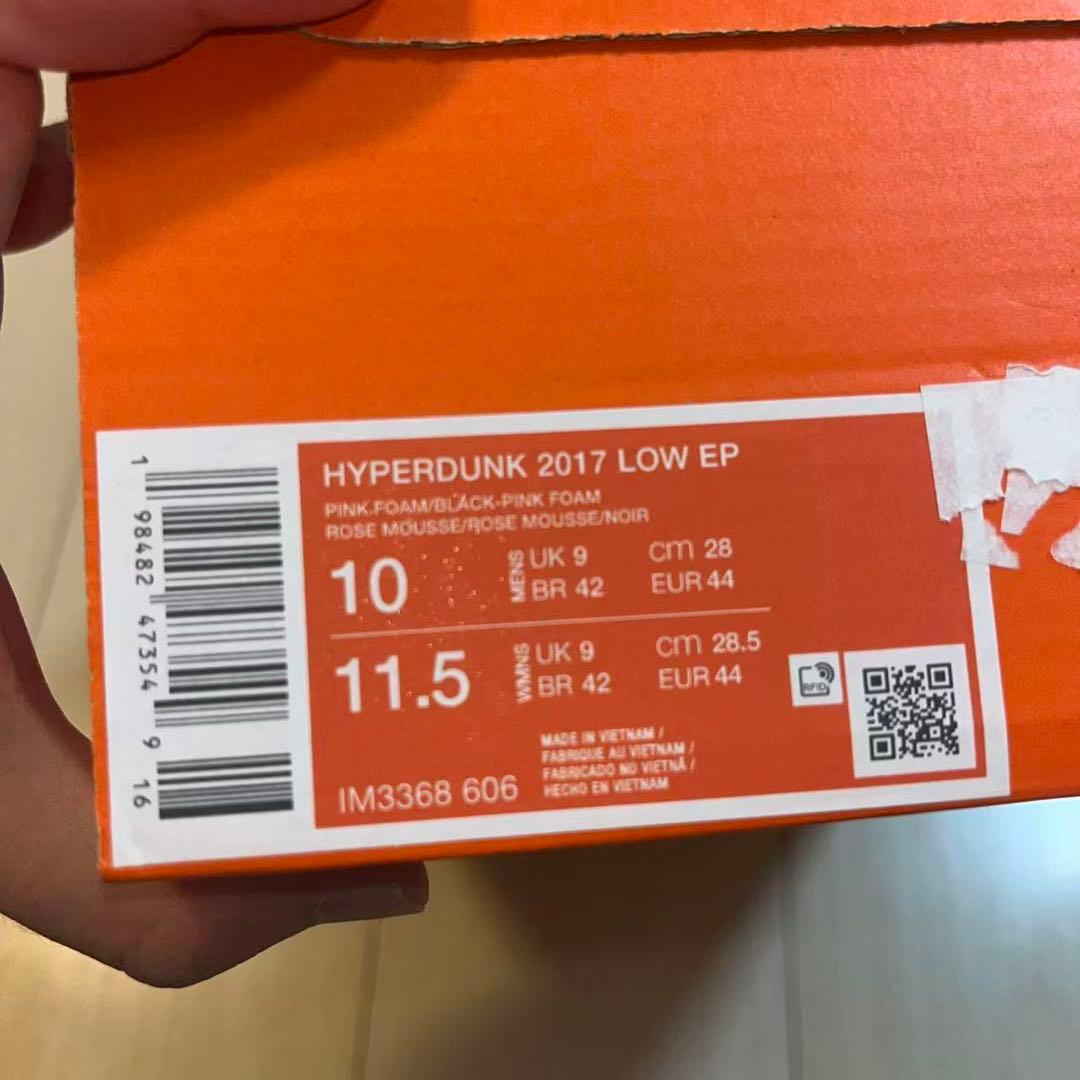 HYPERDUNK 2017 LOW EP
PINK FOAM/BLACK-PINK FOAM
ROSE MOUSSE/ROSE MOUSSE/NOIR
10
MENS
UK 9
cm 28
BR 42
EUR 44
11.5
WMNS
UK 9
cm 28.5
BR 42
EUR 44
RFID
MADE IN VIETNAM /
FABRIQUE AU VIETNAM /
FABRICADO NO VIETNÃ /
HECHO EN VIETNAM
IM3368 606
1 98482 47354 9 16